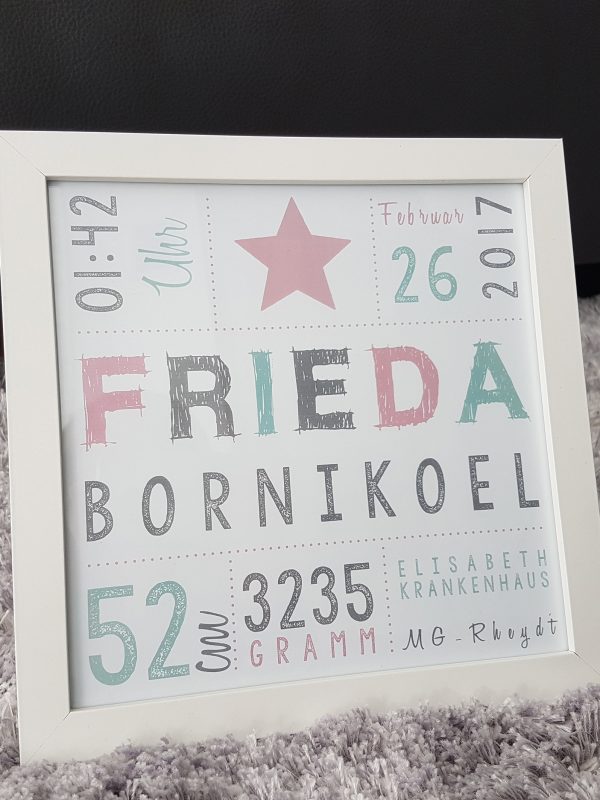 01:42
Uhr
Februar
26
2017
FRIEDA
BORNIKOEL
52
cm
3235
GRAMM
ELISABETH
KRANKENHAUS
MG-Rheydt